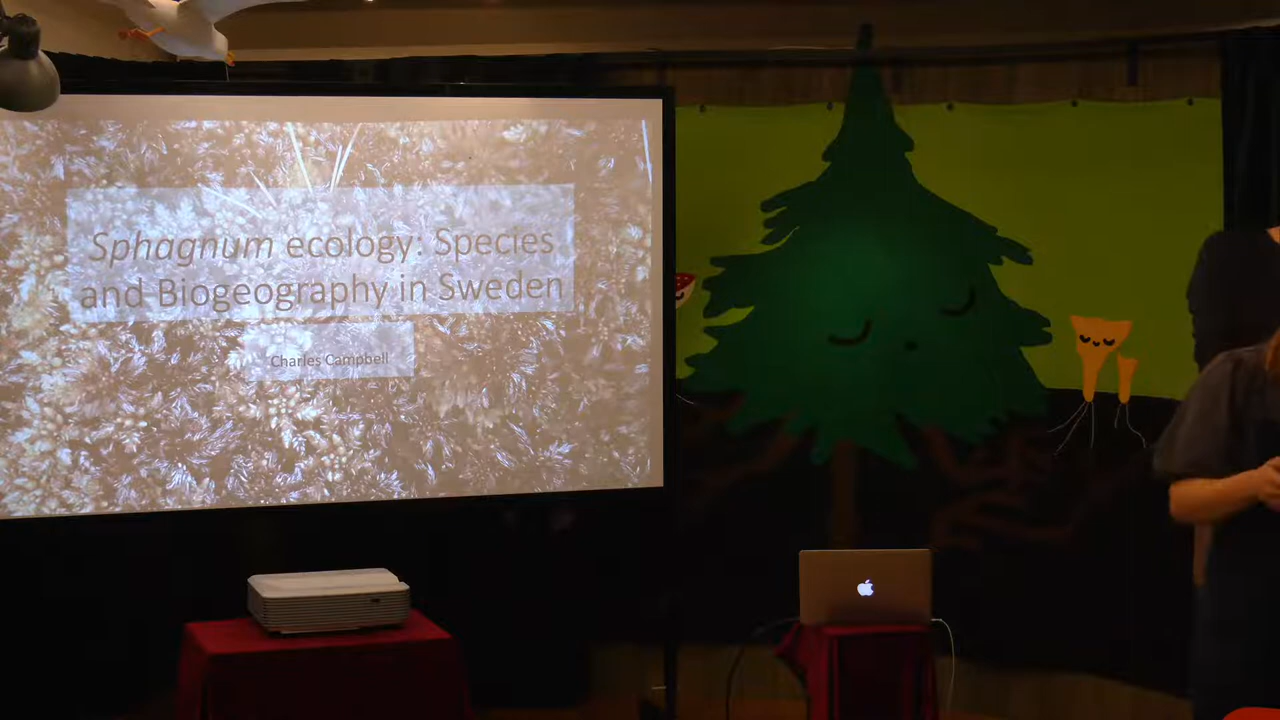 Sphagnum ecology: Species
and Biogeography in Sweden
Charles Campbell